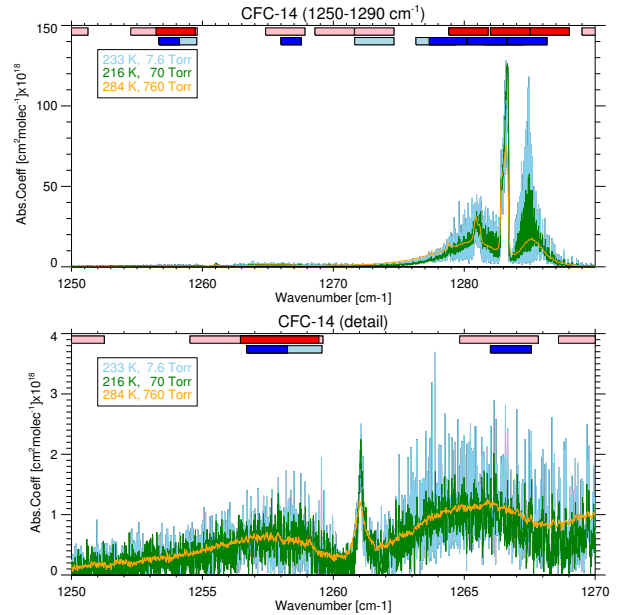 CFC-14 (1250-1290 cm⁻¹)
233 K, 7.6 Torr
216 K, 70 Torr
284 K, 760 Torr
Abs.Coeff [cm²molec⁻¹]x10¹⁸
150
100
50
0
1250 1260 1270 1280
Wavenumber [cm-1]
CFC-14 (detail)
233 K, 7.6 Torr
216 K, 70 Torr
284 K, 760 Torr
Abs.Coeff [cm²molec⁻¹]x10¹⁸
4
3
2
1
0
1250 1255 1260 1265 1270
Wavenumber [cm-1]